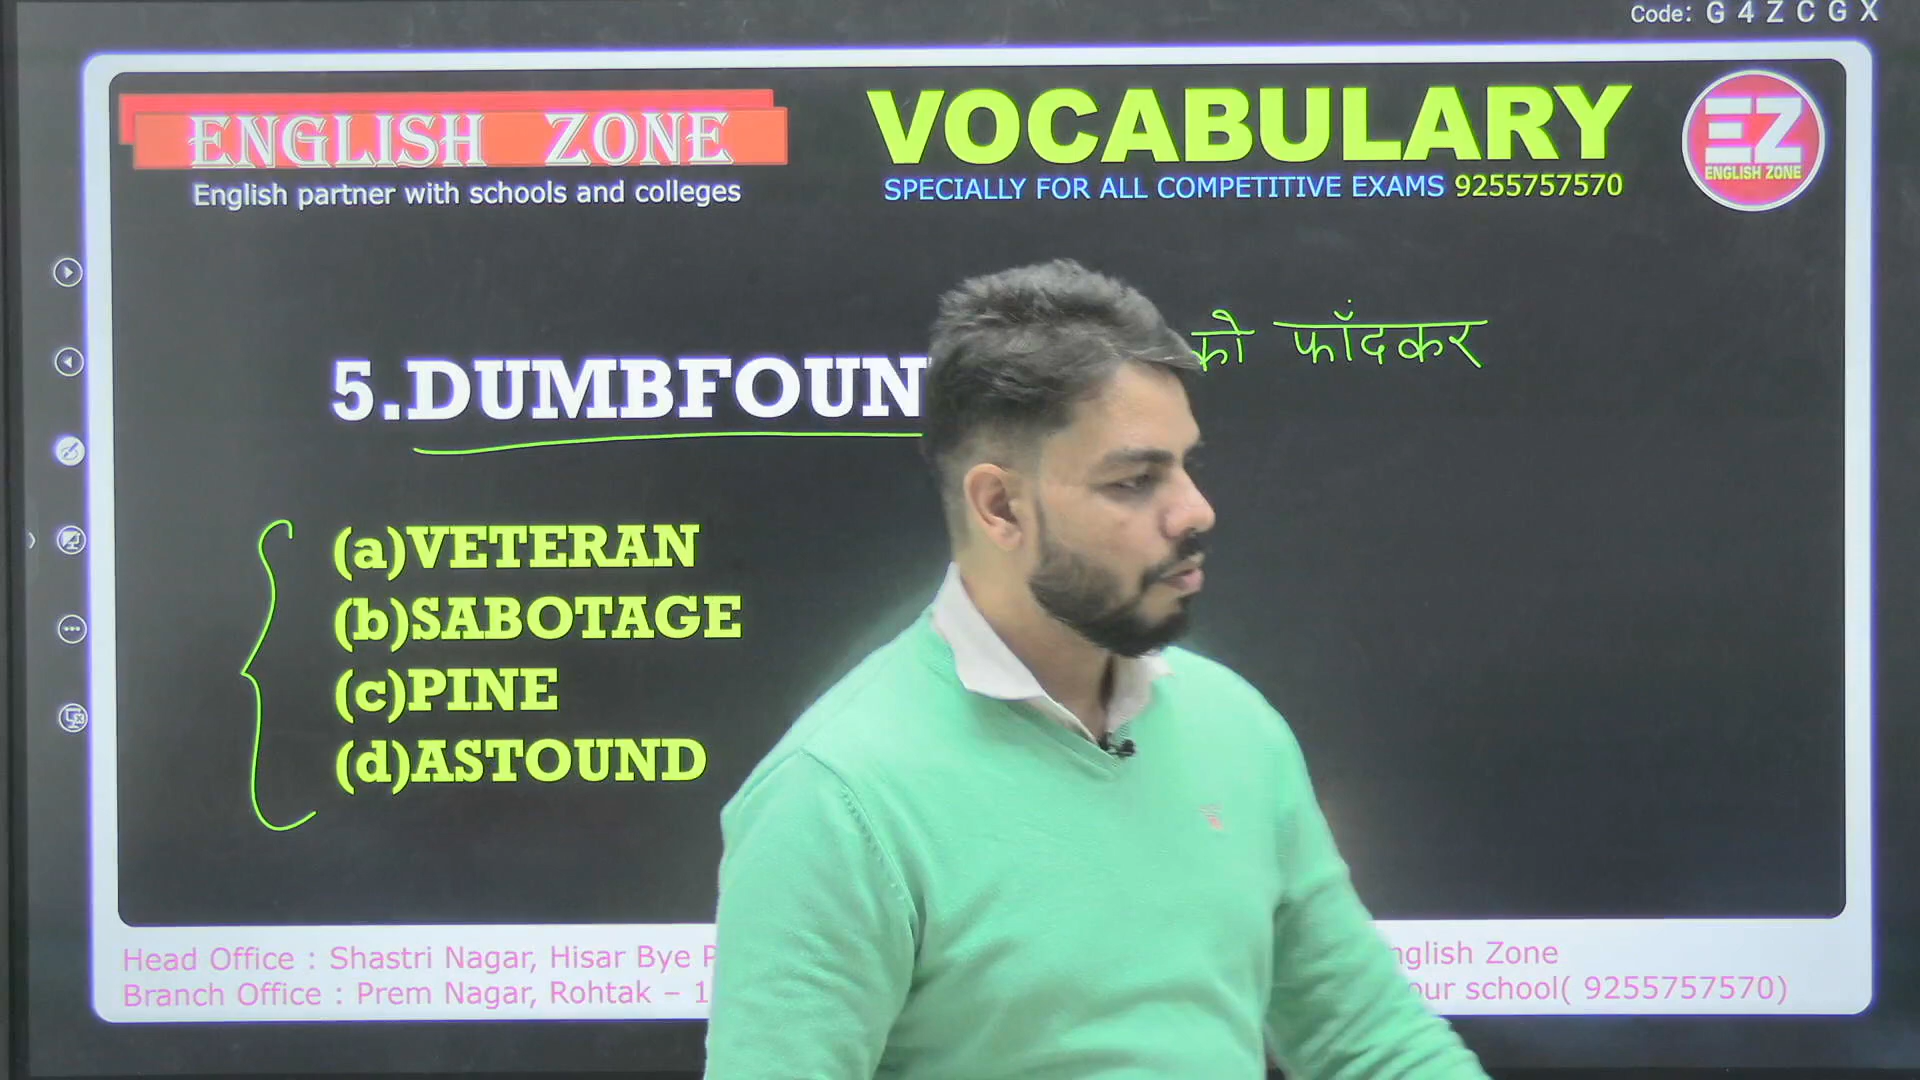 Code: G 4 Z C G X
ENGLISH ZONE
English partner with schools and colleges
VOCABULARY
SPECIALLY FOR ALL COMPETITIVE EXAMS 9255757570
EZ
ENGLISH ZONE
को फाँदकर
5.DUMBFOUN
(a)VETERAN
(b)SABOTAGE
(c)PINE
(d)ASTOUND
Head Office : Shastri Nagar, Hisar Bye P
nglish Zone
Branch Office : Prem Nagar, Rohtak – 1
our school( 9255757570)